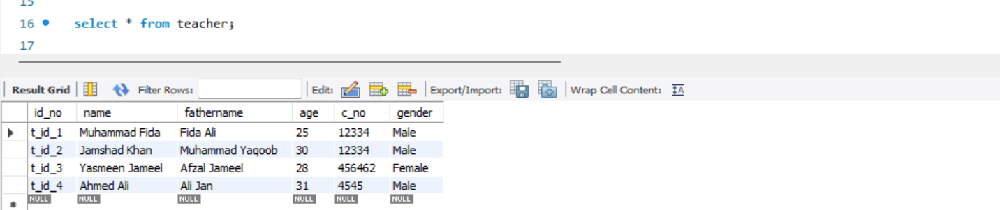 15
16 select * from teacher;
17
Result Grid Filter Rows: Edit: Export/Import: Wrap Cell Content:
id_no name fathername age c_no gender
t_id_1 Muhammad Fida Fida Ali 25 12334 Male
t_id_2 Jamshad Khan Muhammad Yaqoob 30 12334 Male
t_id_3 Yasmeen Jameel Afzal Jameel 28 456462 Female
t_id_4 Ahmed Ali Ali Jan 31 4545 Male
NULL NULL NULL NULL NULL NULL